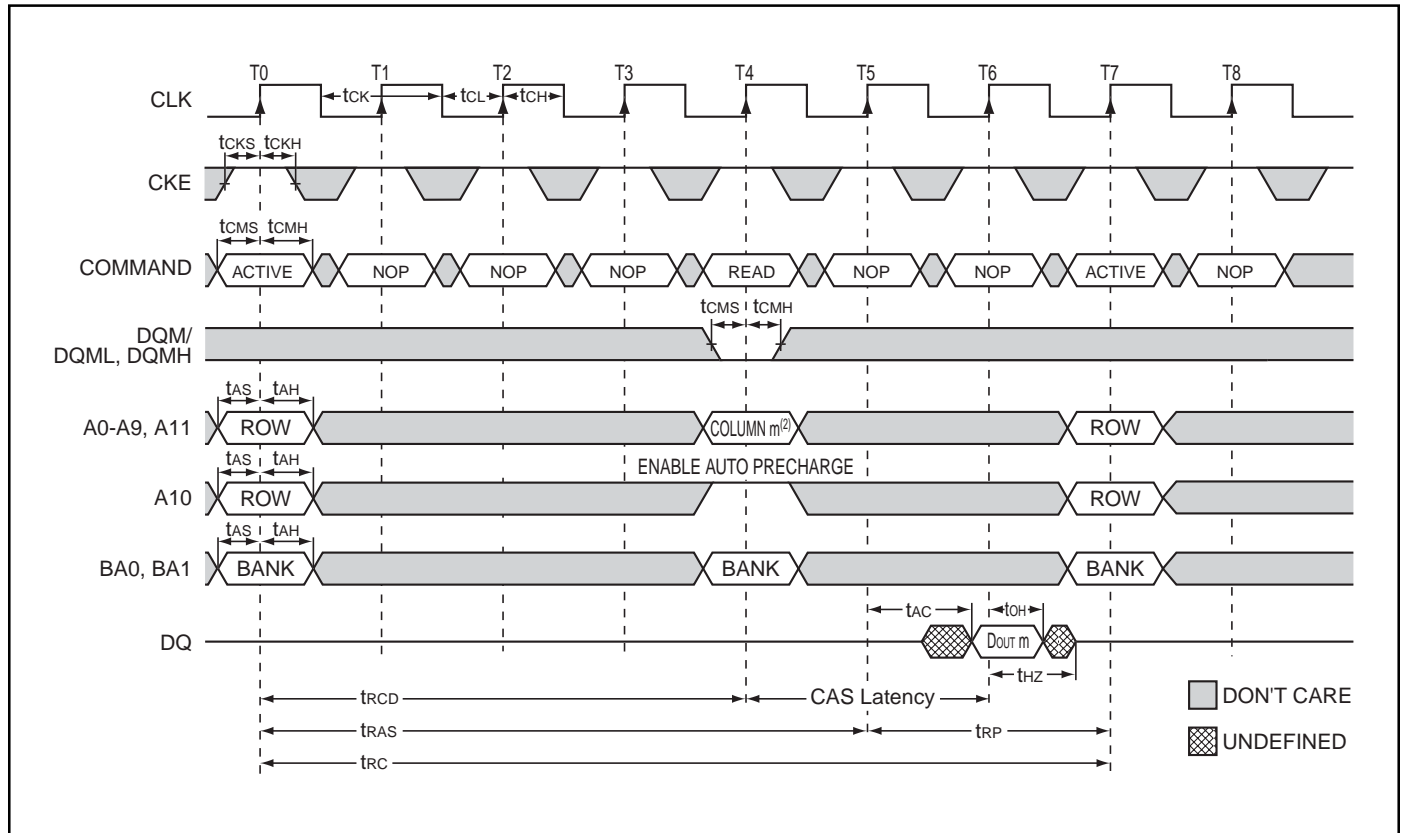 T0 T1 T2 T3 T4 T5 T6 T7 T8
CLK tCK tCL tCH
tCKS tCKH
CKE
tCMS tCMH
COMMAND ACTIVE NOP NOP NOP READ NOP NOP ACTIVE NOP
tCMS tCMH
DQM/
DQML, DQMH
tAS tAH
A0-A9, A11 ROW COLUMN m(2) ROW
tAS tAH ENABLE AUTO PRECHARGE
A10 ROW ROW
tAS tAH
BA0, BA1 BANK BANK BANK
tAC tOH
DQ DOUT m
tHZ
tRCD CAS Latency
DON'T CARE
tRAS tRP
UNDEFINED
tRC